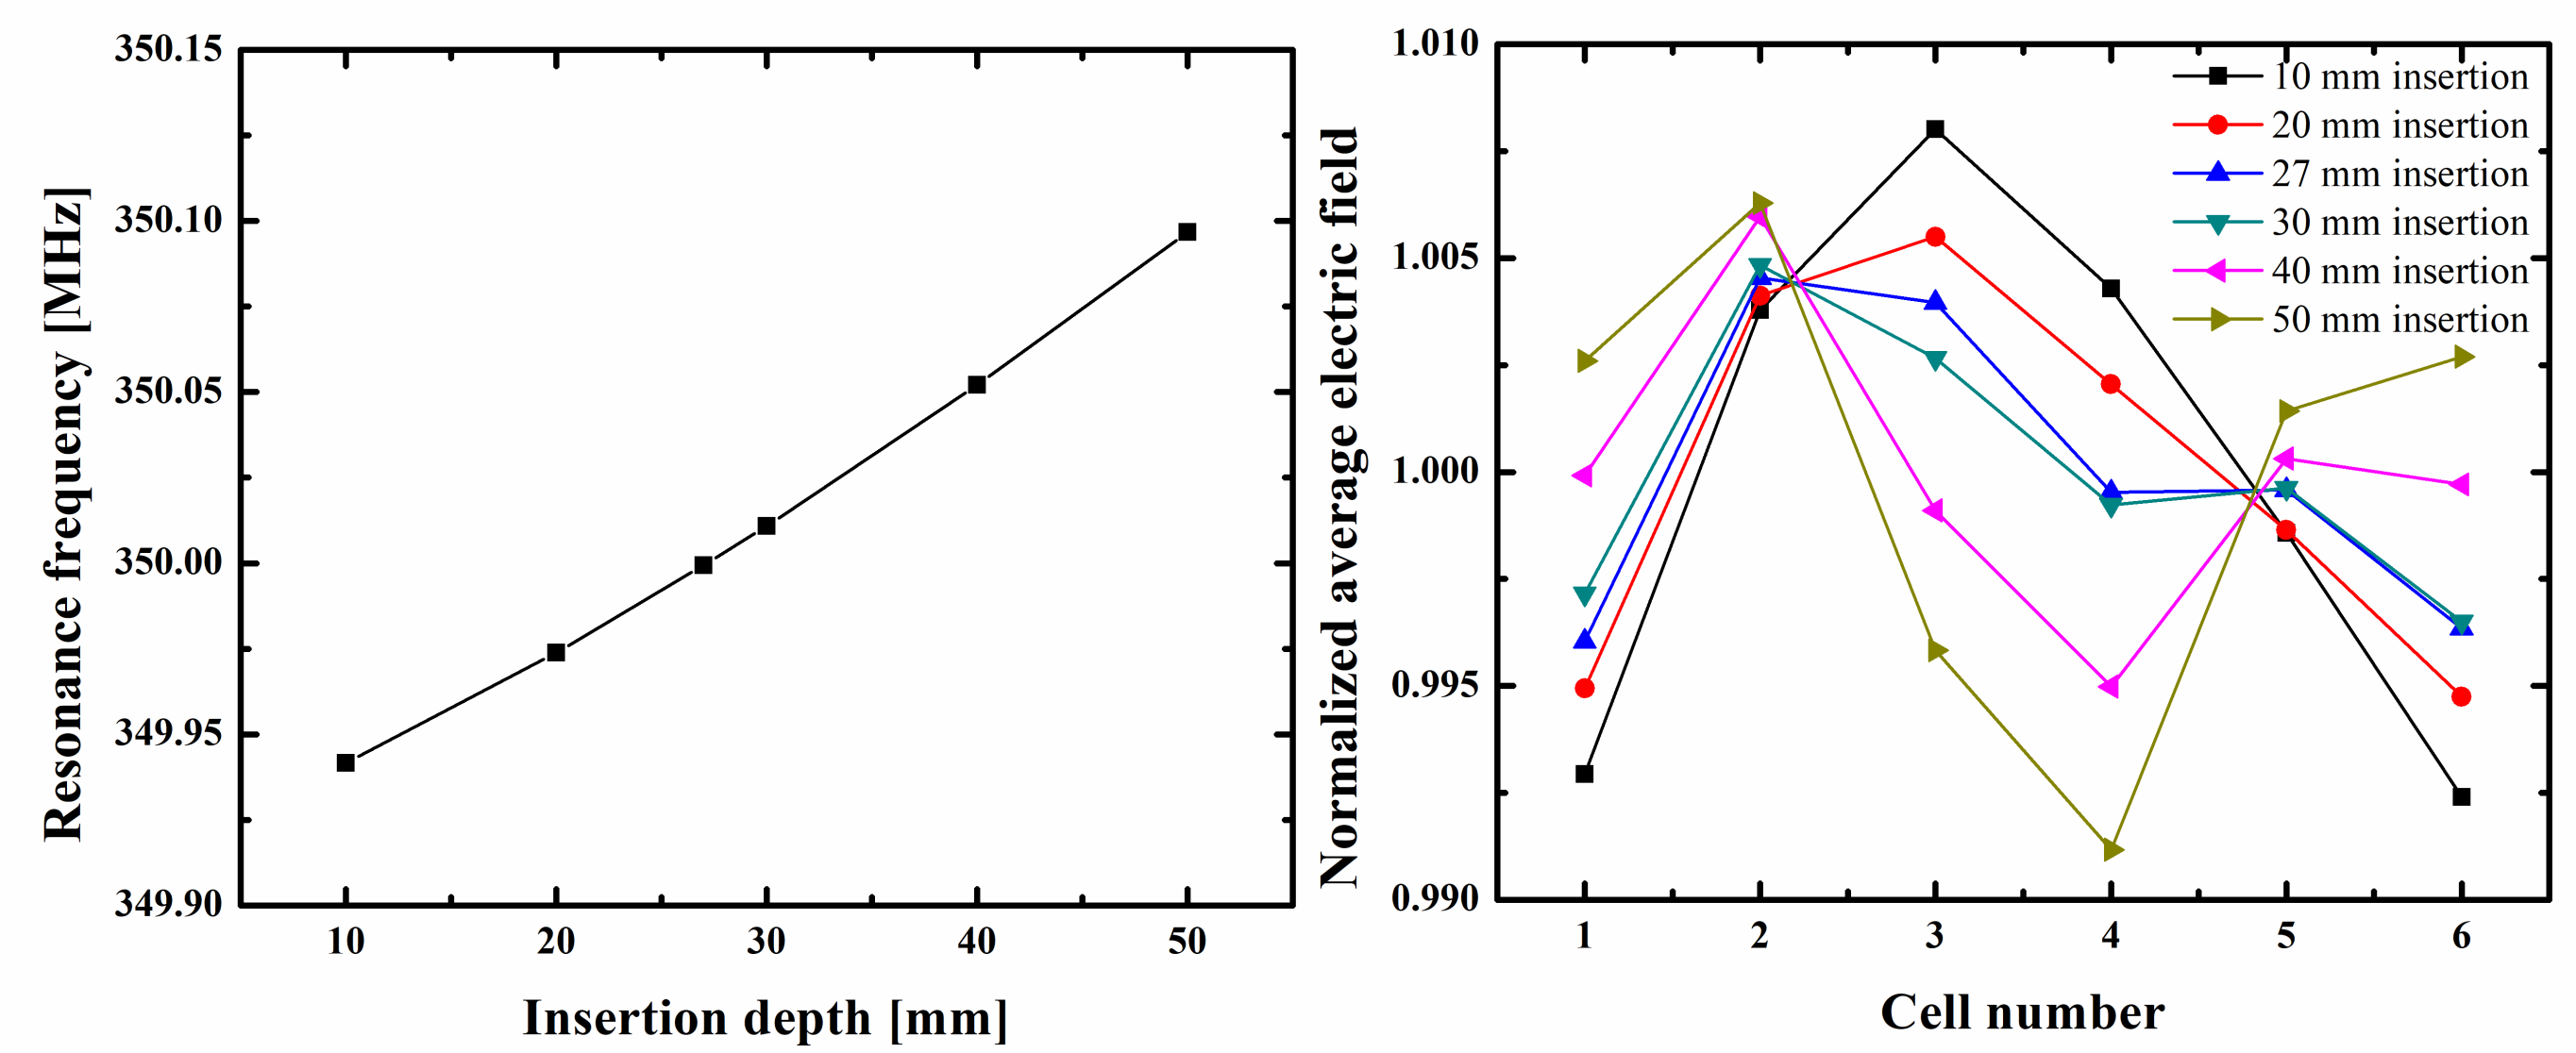 Resonance frequency [MHz]
350.15
350.10
350.05
350.00
349.95
349.90
10 20 30 40 50
Insertion depth [mm]
Normalized average electric field
1.010
1.005
1.000
0.995
0.990
1 2 3 4 5 6
Cell number
10 mm insertion
20 mm insertion
27 mm insertion
30 mm insertion
40 mm insertion
50 mm insertion